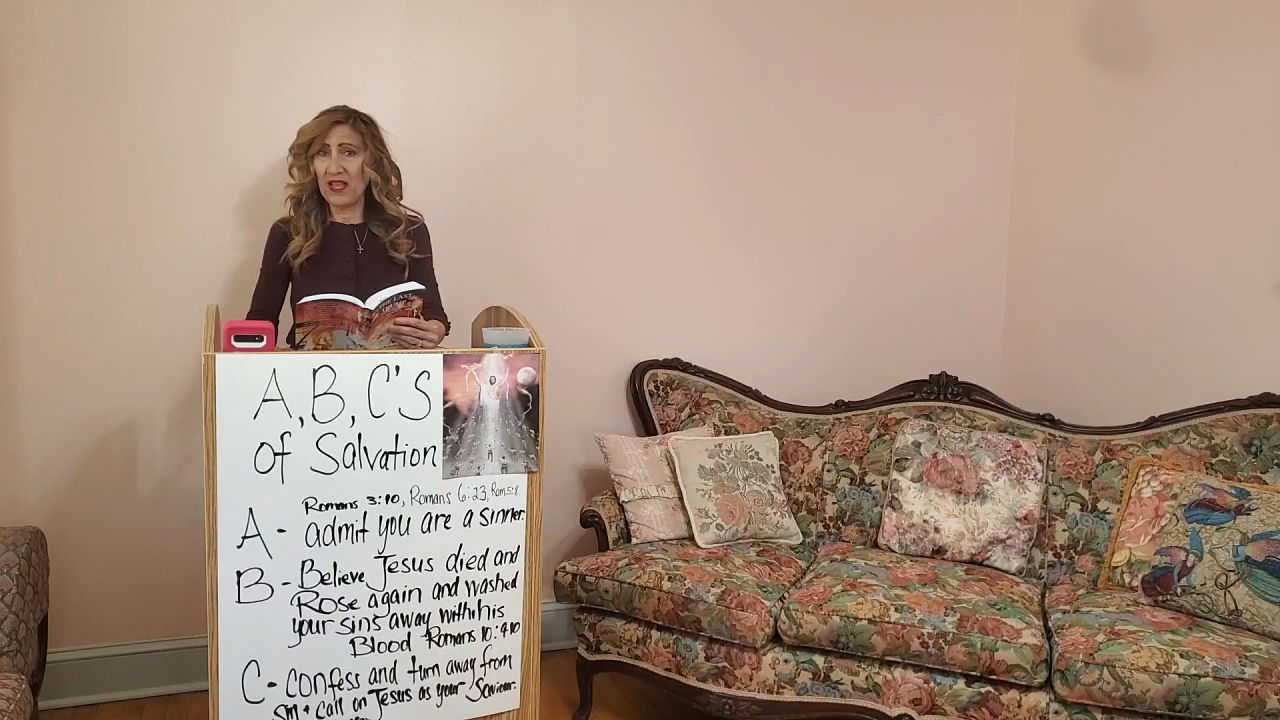 THE LAST
A, B, C'S
of Salvation
Romans 3:10, Romans 6:23, Rom 5:8
A - admit you are a sinner.
B - Believe Jesus died and
Rose again and washed
your sins away with his
Blood Romans 10:9-10
C - confess and turn away from
sin + call on Jesus as your Saviour.